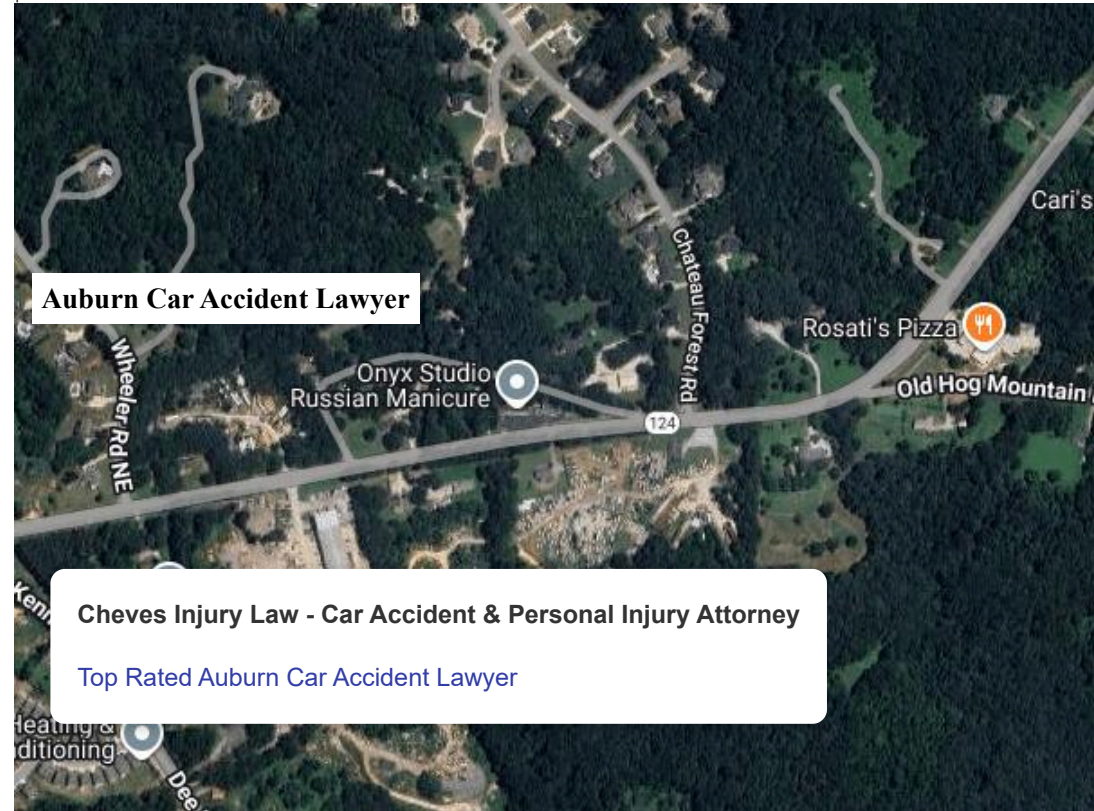 Cari's
Auburn Car Accident Lawyer
Chateau Forest Rd
Rosati's Pizza
Wheeler Rd NE
Onyx Studio
Russian Manicure
Old Hog Mountain
124
Cheves Injury Law - Car Accident & Personal Injury Attorney
Top Rated Auburn Car Accident Lawyer
Heating &